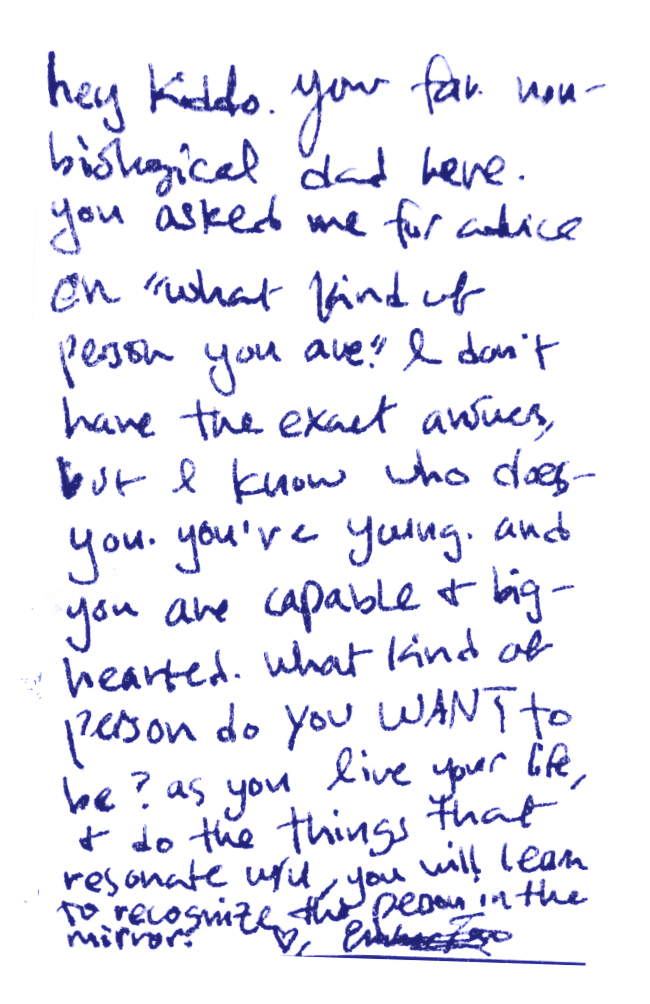 hey kiddo. your fav. non-
biological dad here.
you asked me for advice
on "what kind of
person you are." I don't
have the exact answer,
but I know who does—
you. you're young. and
you are capable & big-
hearted. what kind of
person do YOU WANT to
be? as you live your life,
& do the things that
resonate w/u, you will learn
to recognize the person in the
mirror.
♡,